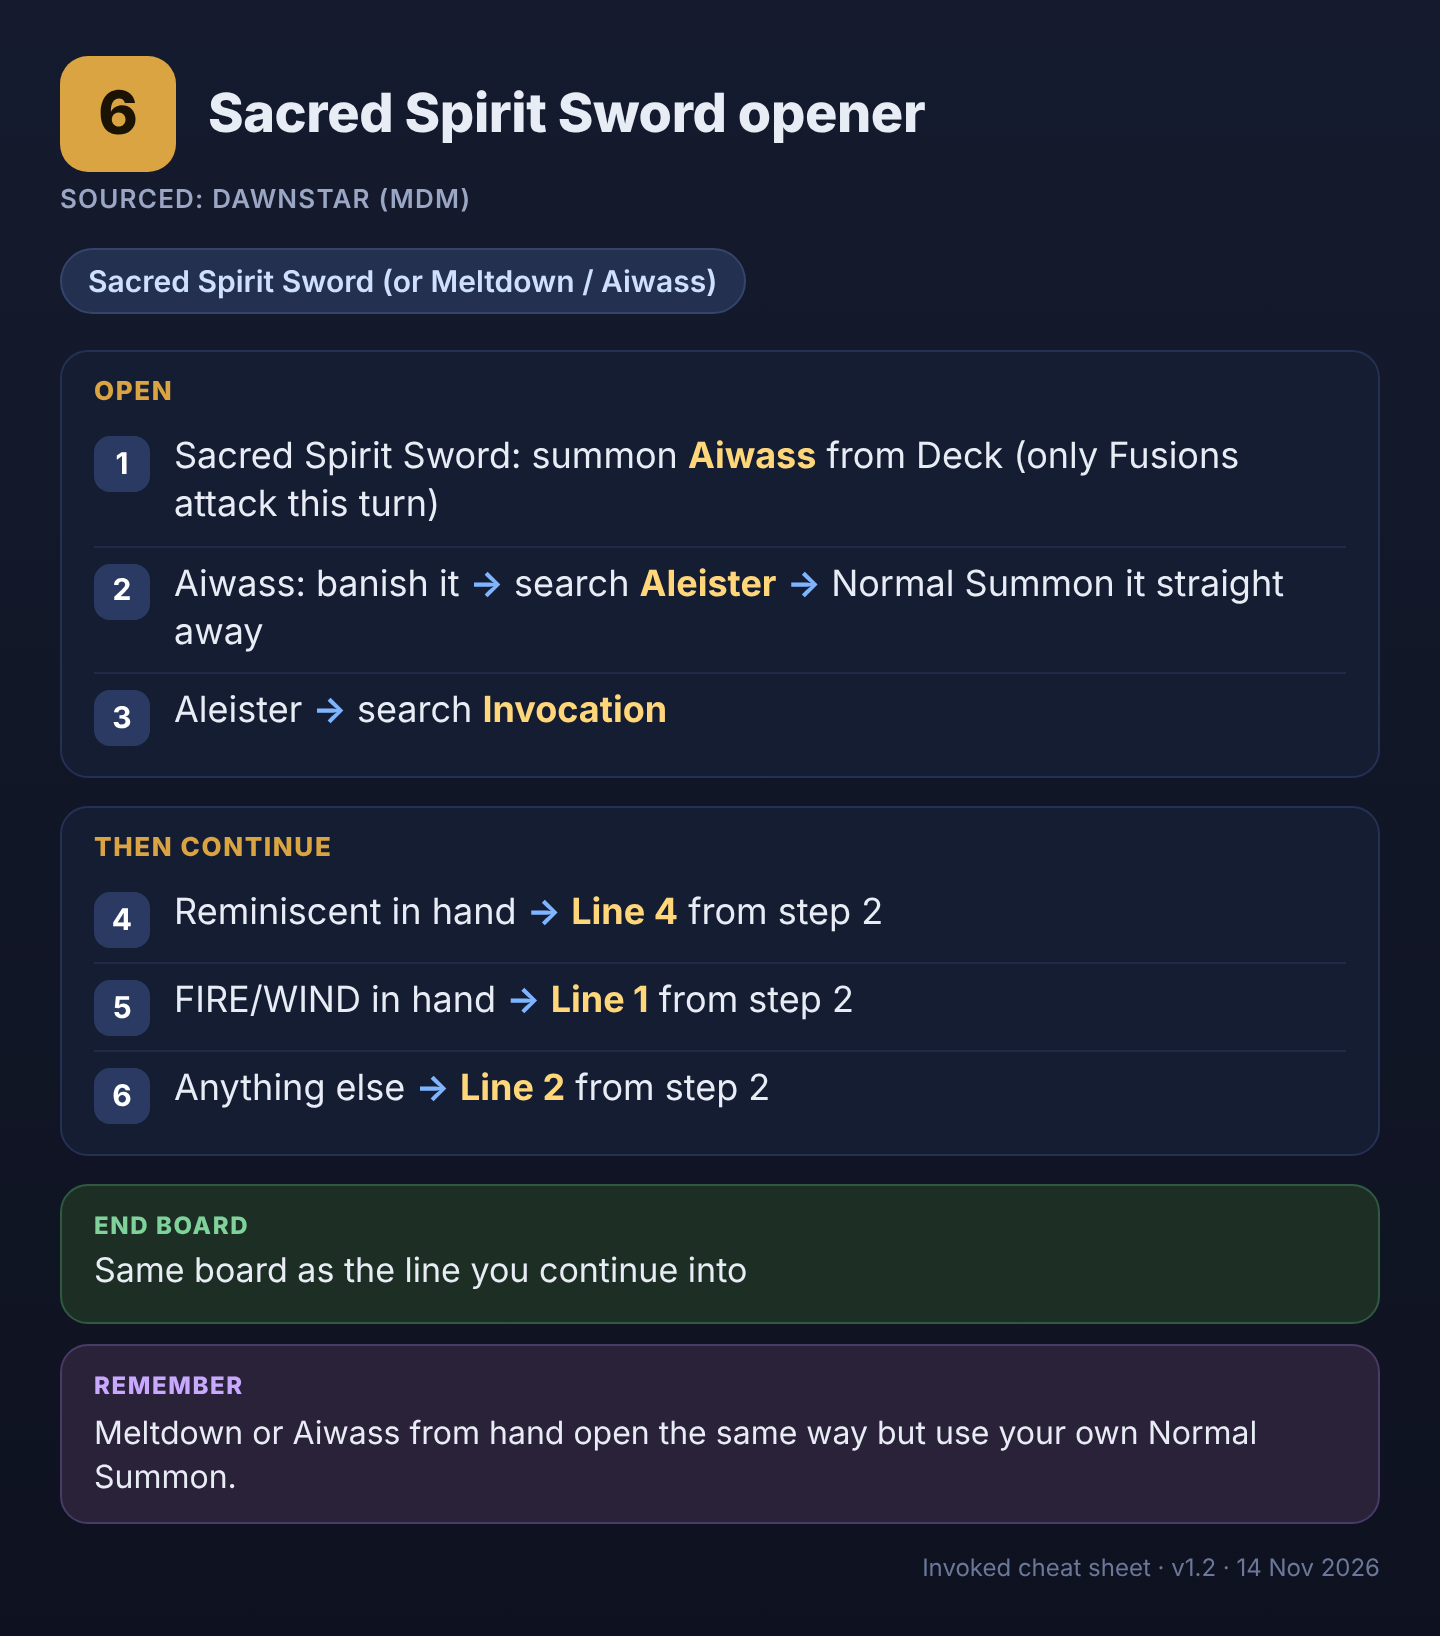 6
Sacred Spirit Sword opener
SOURCED: DAWNSTAR (MDM)
Sacred Spirit Sword (or Meltdown / Aiwass)
OPEN
1 Sacred Spirit Sword: summon Aiwass from Deck (only Fusions
attack this turn)
2 Aiwass: banish it → search Aleister → Normal Summon it straight
away
3 Aleister → search Invocation
THEN CONTINUE
4 Reminiscent in hand → Line 4 from step 2
5 FIRE/WIND in hand → Line 1 from step 2
6 Anything else → Line 2 from step 2
END BOARD
Same board as the line you continue into
REMEMBER
Meltdown or Aiwass from hand open the same way but use your own Normal
Summon.
Invoked cheat sheet · v1.2 · 14 Nov 2026